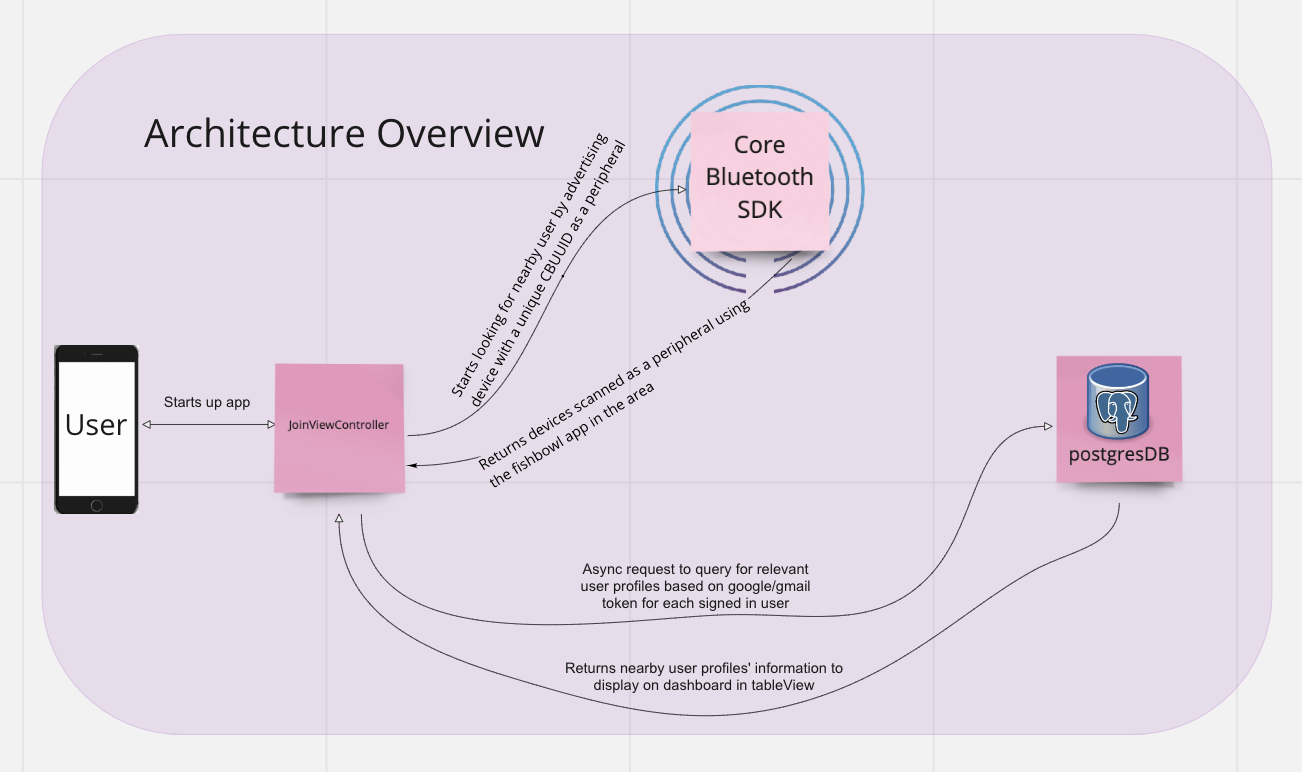 Architecture Overview
Core
Bluetooth
SDK
Starts looking for nearby user by advertising
device with a unique CBUUID as a peripheral
Returns devices scanned as a peripheral using
the fishbowl app in the area
User
Starts up app
JoinViewController
postgresDB
Async request to query for relevant
user profiles based on google/gmail
token for each signed in user
Returns nearby user profiles' information to
display on dashboard in tableView